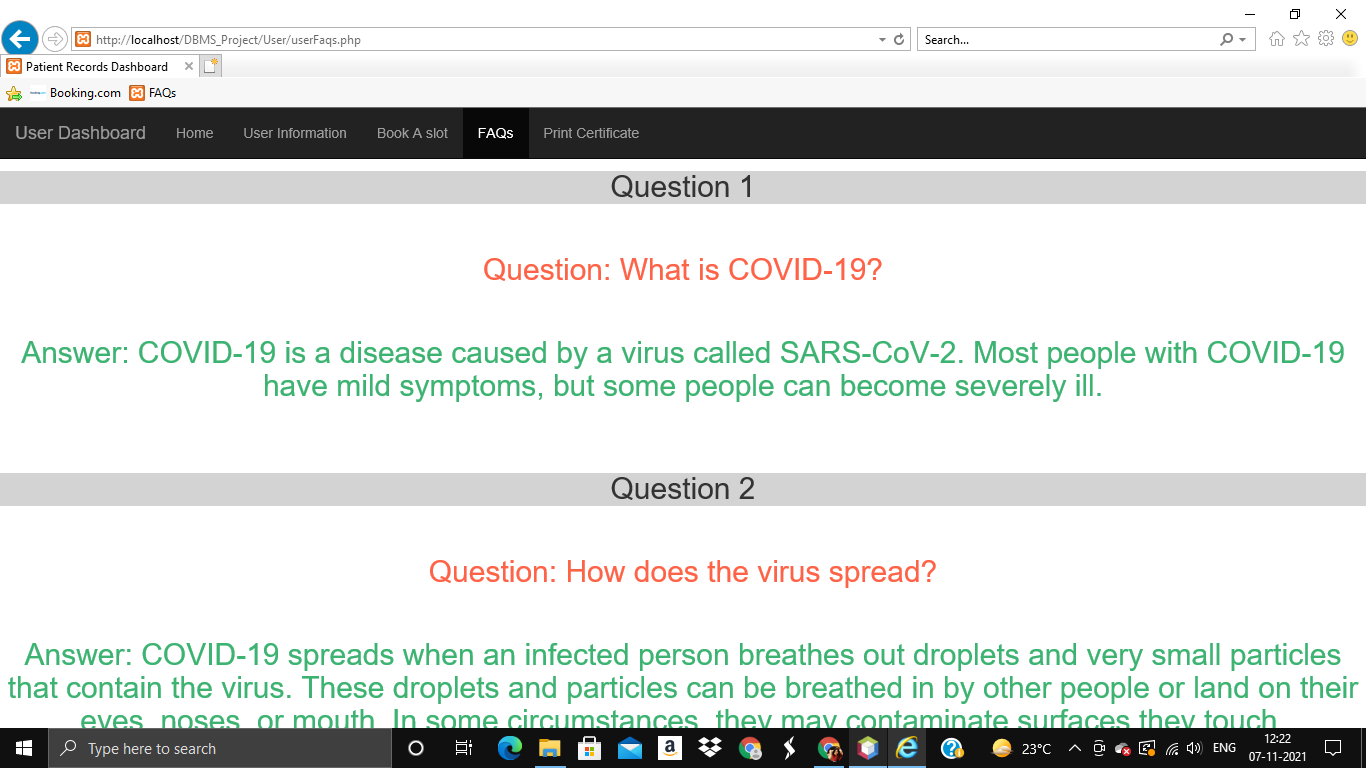 http://localhost/DBMS_Project/User/userFaqs.php
Search...
Patient Records Dashboard
Booking.com
FAQs
User Dashboard
Home
User Information
Book A slot
FAQs
Print Certificate
Question 1
Question: What is COVID-19?
Answer: COVID-19 is a disease caused by a virus called SARS-CoV-2. Most people with COVID-19
have mild symptoms, but some people can become severely ill.
Question 2
Question: How does the virus spread?
Answer: COVID-19 spreads when an infected person breathes out droplets and very small particles
that contain the virus. These droplets and particles can be breathed in by other people or land on their
eyes, noses, or mouth. In some circumstances, they may contaminate surfaces they touch.
Type here to search
23°C
ENG
12:22
07-11-2021